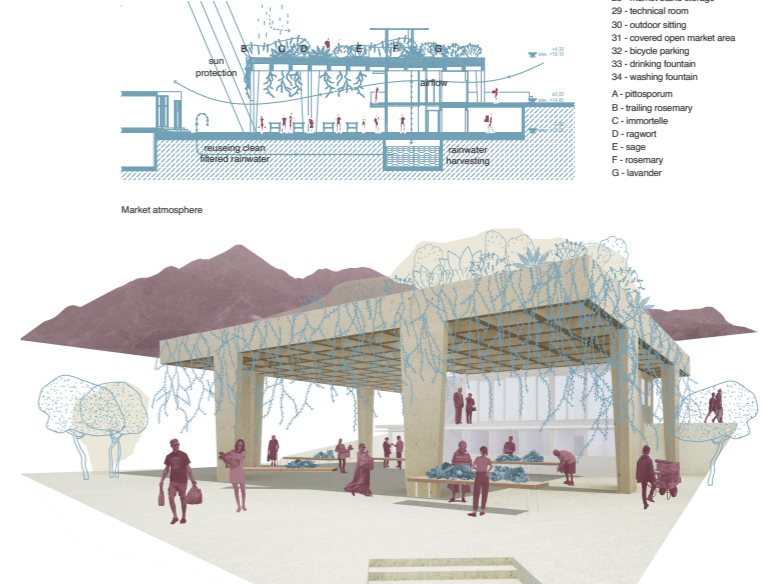 29 - technical room
30 - outdoor sitting
31 - covered open market area
32 - bicycle parking
33 - drinking fountain
34 - washing fountain
A - pittosporum
B - trailing rosemary
C - immortelle
D - ragwort
E - sage
F - rosemary
G - lavander
B C D E F G
sun
protection
airflow
reuseing clean
filtered rainwater
rainwater
harvesting
Market atmosphere